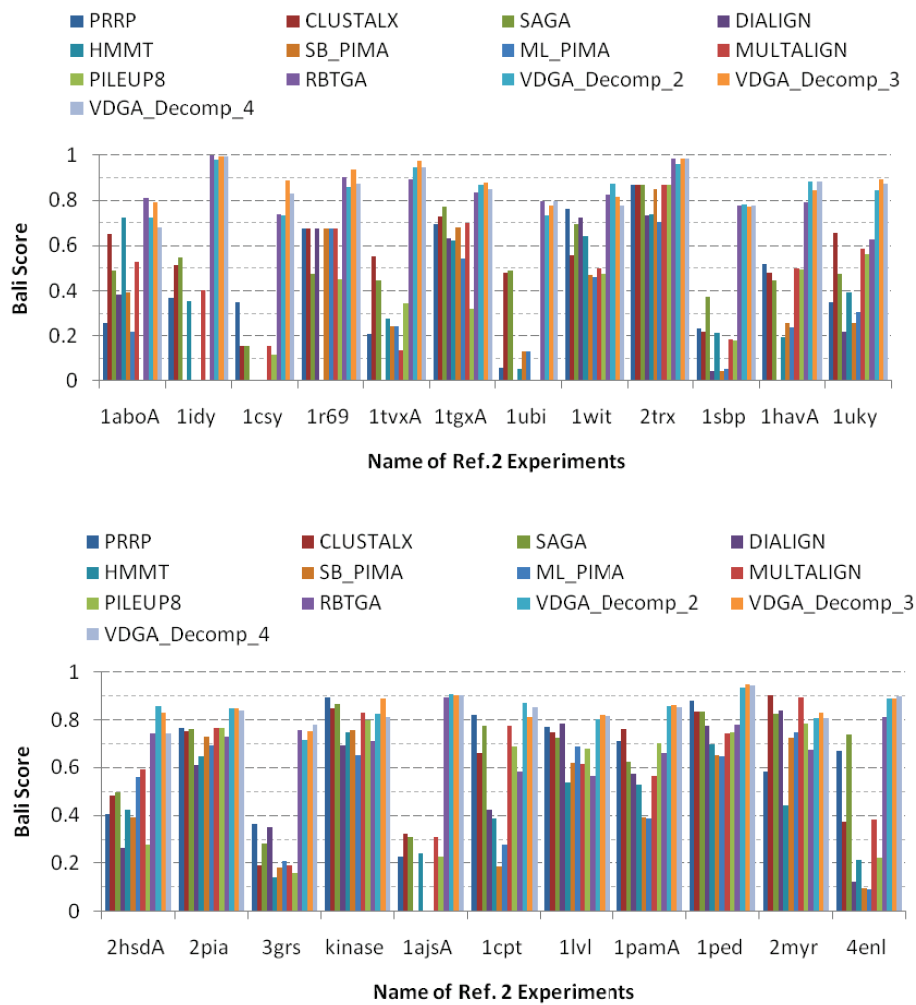 PRRP CLUSTALX SAGA DIALIGN
HMMT SB_PIMA ML_PIMA MULTALIGN
PILEUP8 RBTGA VDGA_Decomp_2 VDGA_Decomp_3
VDGA_Decomp_4
1
0.8
0.6
0.4
0.2
0
Bali Score
1aboA 1idy 1csy 1r69 1tvxA 1tgxA 1ubi 1wit 2trx 1sbp 1havA 1uky
Name of Ref.2 Experiments
PRRP CLUSTALX SAGA DIALIGN
HMMT SB_PIMA ML_PIMA MULTALIGN
PILEUP8 RBTGA VDGA_Decomp_2 VDGA_Decomp_3
VDGA_Decomp_4
1
0.8
0.6
0.4
0.2
0
Bali Score
2hsdA 2pia 3grs kinase 1ajsA 1cpt 1lvl 1pamA 1ped 2myr 4enl
Name of Ref. 2 Experiments